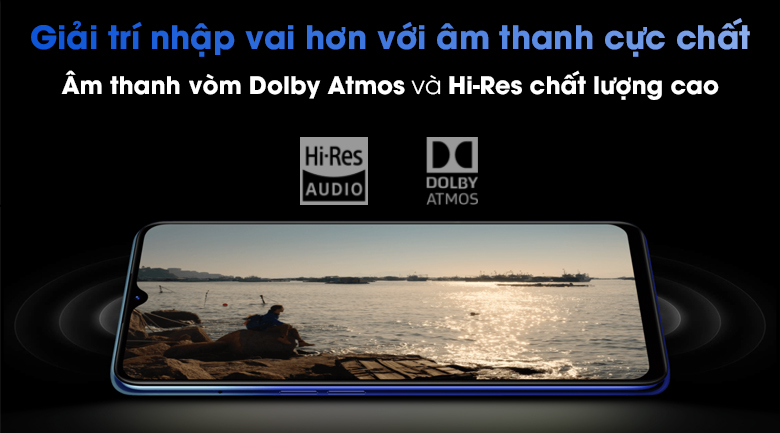 Giải trí nhập vai hơn với âm thanh cực chất
Âm thanh vòm Dolby Atmos và Hi-Res chất lượng cao
Hi-Res
AUDIO
DOLBY
ATMOS